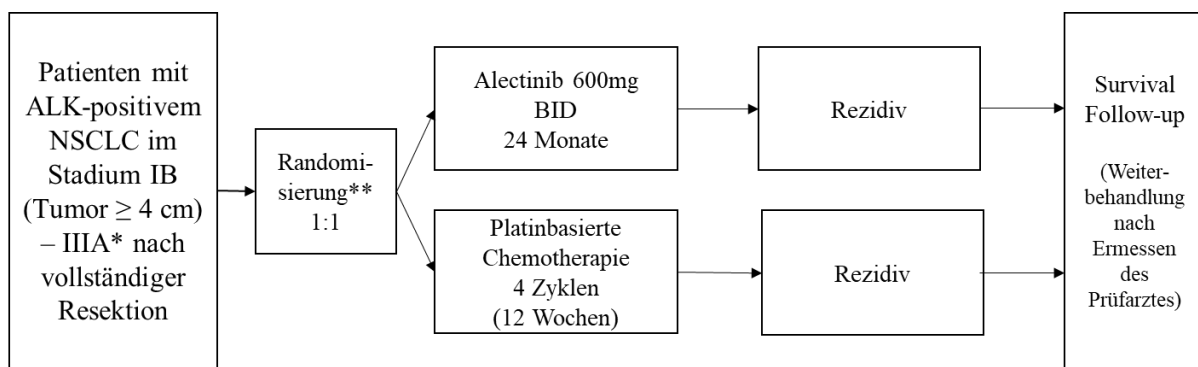 Patienten mit
ALK-positivem
NSCLC im
Stadium IB
(Tumor ≥ 4 cm)
– IIIA* nach
vollständiger
Resektion
Randomi-
sierung**
1:1
Alectinib 600mg
BID
24 Monate
Rezidiv
Platinbasierte
Chemotherapie
4 Zyklen
(12 Wochen)
Rezidiv
Survival
Follow-up
(Weiter-
behandlung
nach
Ermessen
des
Prüfarztes)